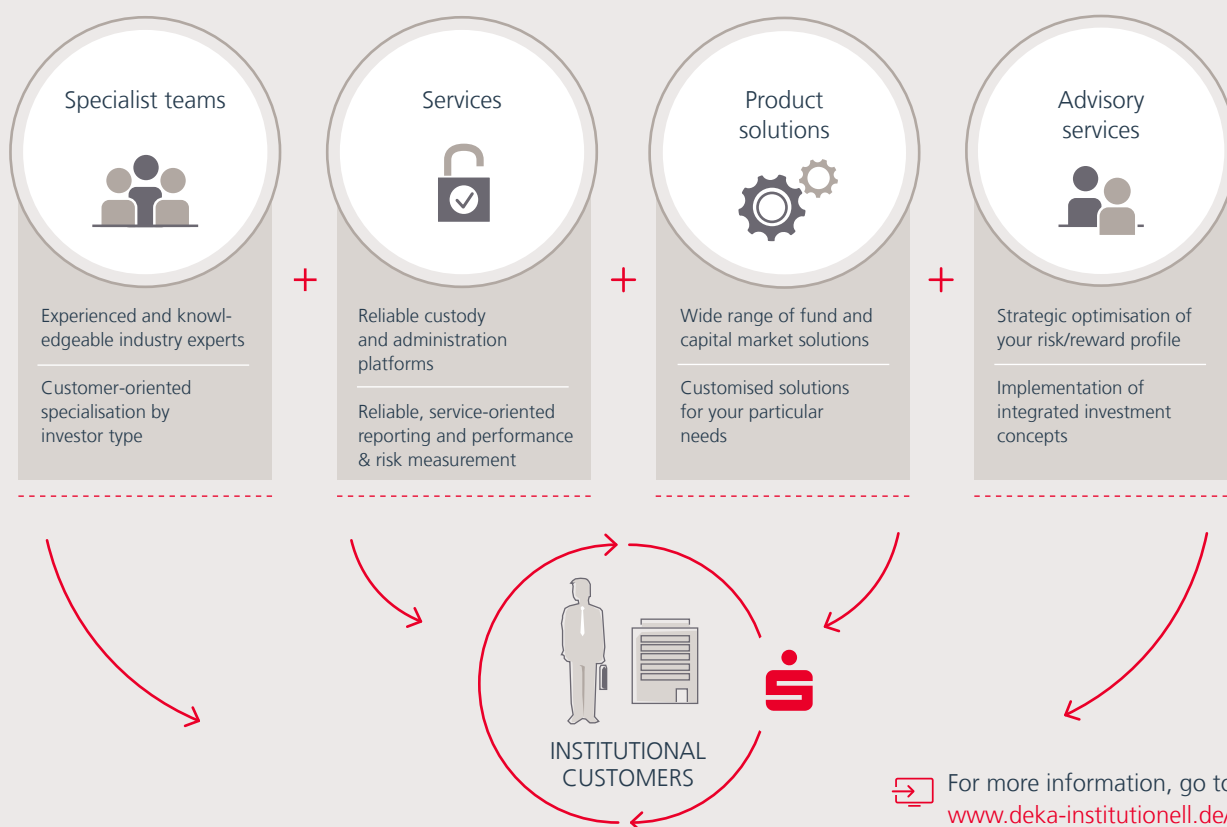 Specialist teams
Experienced and knowl-
edgeable industry experts
Customer-oriented
specialisation by
investor type
Services
Reliable custody
and administration
platforms
Reliable, service-oriented
reporting and performance
& risk measurement
Product
solutions
Wide range of fund and
capital market solutions
Customised solutions
for your particular
needs
Advisory
services
Strategic optimisation of
your risk/reward profile
Implementation of
integrated investment
concepts
INSTITUTIONAL
CUSTOMERS
For more information, go to
www.deka-institutionell.de/